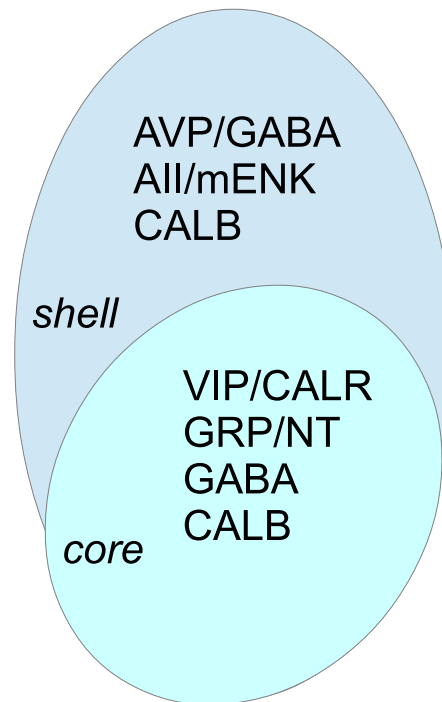 AVP/GABA
AII/mENK
CALB
shell
VIP/CALR
GRP/NT
GABA
CALB
core